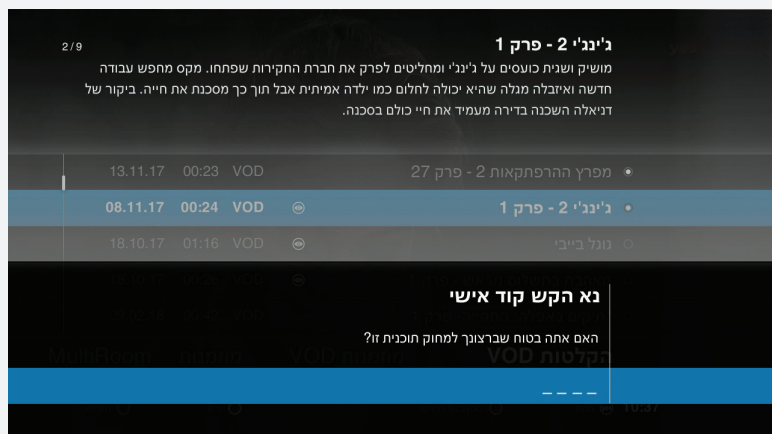 ג'ינג'י 2 - פרק 1
2 / 9
מושיק ושגית כועסים על ג'ינג'י ומחליטים לפרק את חברת החקירות שפתחו. מקס מחפש עבודה
חדשה ואיזבלה מגלה שהיא יכולה לחלום כמו ילדה אמיתית אבל תוך כך מסכנת את חייה. ביקור של
דניאלה השכנה בדירה מעמיד את חיי כולם בסכנה.
מפרץ ההרפתקאות 2 - פרק 27 VOD 00:23 13.11.17
ג'ינג'י 2 - פרק 1 VOD 00:24 08.11.17
גוגל בייבי VOD 01:16 18.10.17
נא הקש קוד אישי
האם אתה בטוח שברצונך למחוק תוכנית זו?
הקלטות VOD MultiRoom
_ _ _ _
10:37